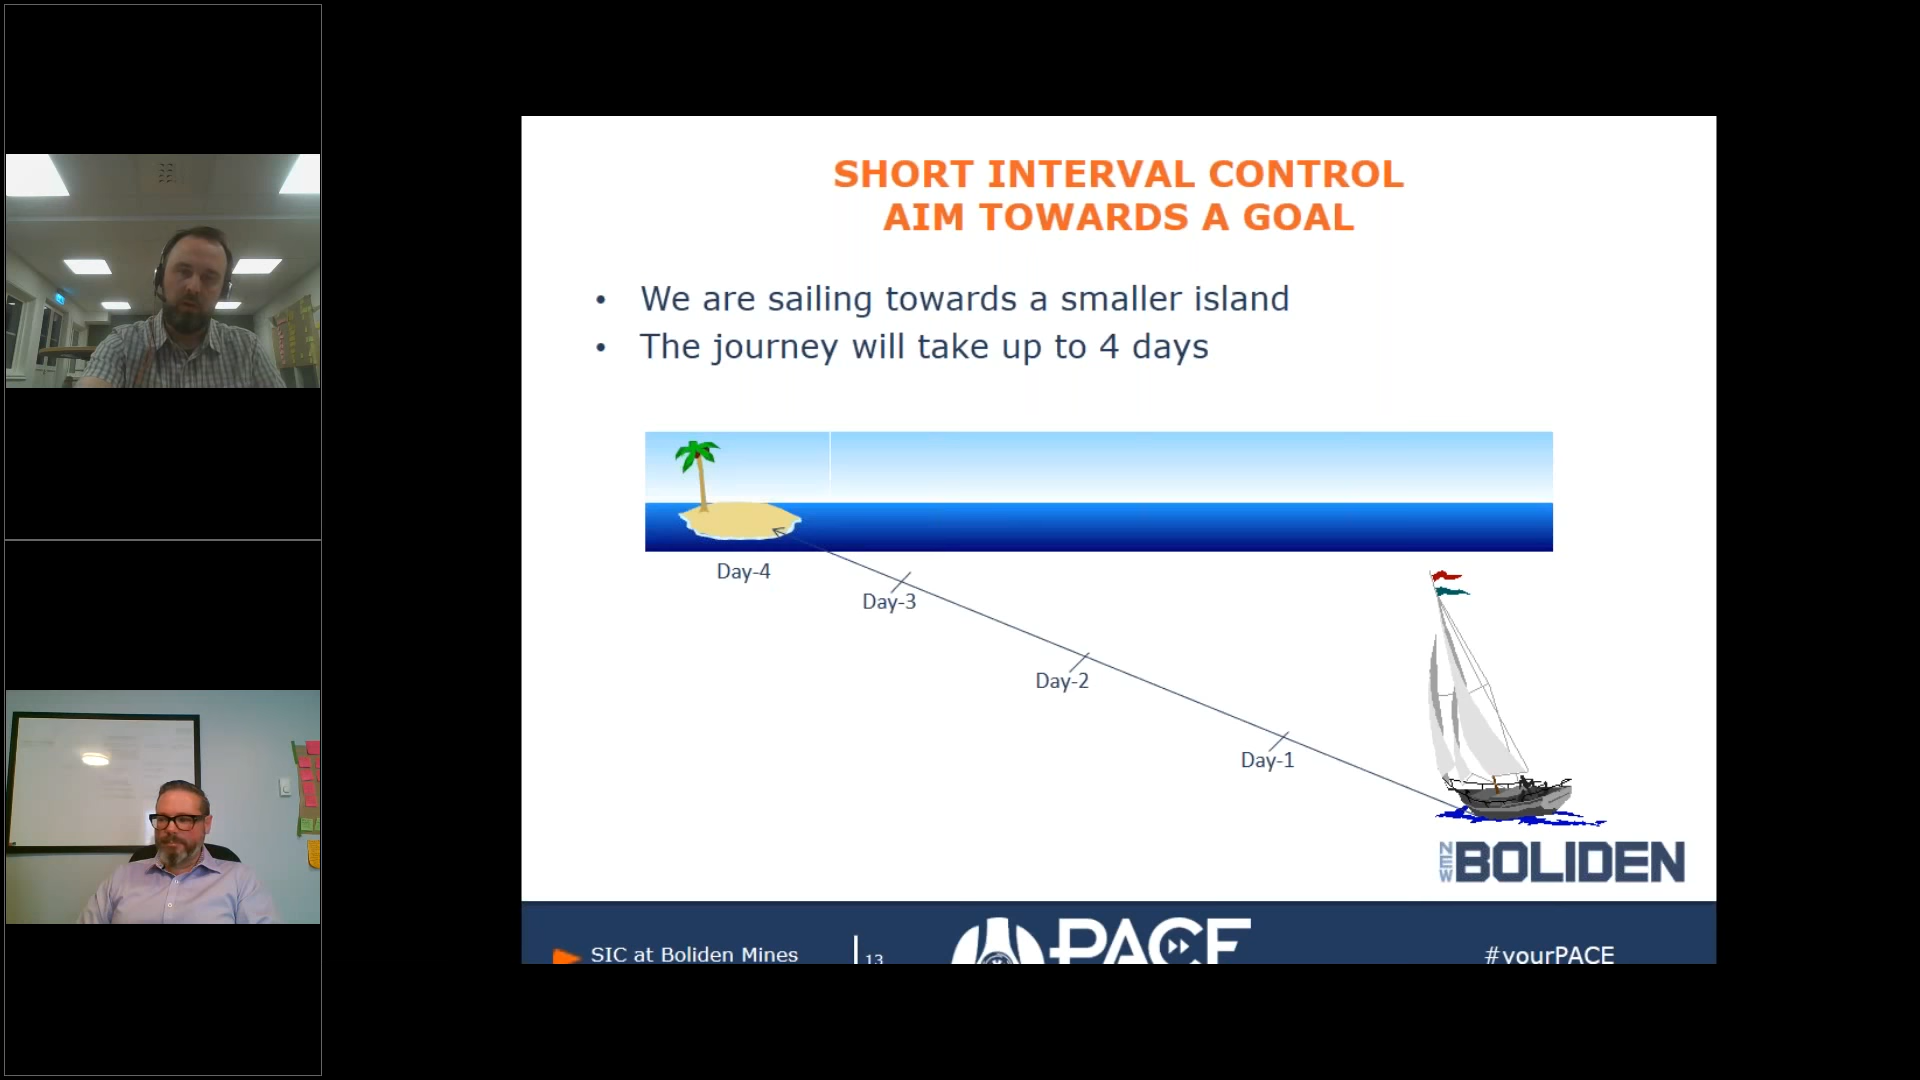 SHORT INTERVAL CONTROL
AIM TOWARDS A GOAL
• We are sailing towards a smaller island
• The journey will take up to 4 days
Day-4
Day-3
Day-2
Day-1
NEW BOLIDEN
SIC at Boliden Mines
13
PACE
#yourPACE